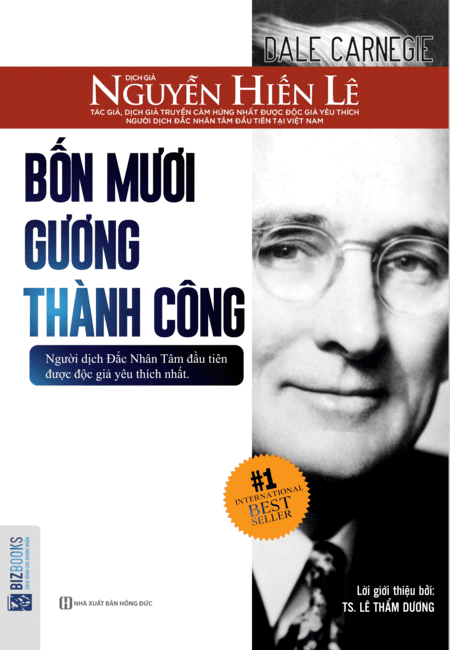 DALE CARNEGIE
DỊCH GIẢ
NGUYỄN HIẾN LÊ
TÁC GIẢ, DỊCH GIẢ TRUYỀN CẢM HỨNG NHẤT ĐƯỢC ĐỘC GIẢ YÊU THÍCH
NGƯỜI DỊCH ĐẮC NHÂN TÂM ĐẦU TIÊN TẠI VIỆT NAM
BỐN MƯƠI
GƯƠNG
THÀNH CÔNG
Người dịch Đắc Nhân Tâm đầu tiên
được độc giả yêu thích nhất.
#1
INTERNATIONAL
BEST
SELLER
BIZBOOKS
NHÀ XUẤT BẢN HỒNG ĐỨC
Lời giới thiệu bởi:
TS. LÊ THẨM DƯƠNG